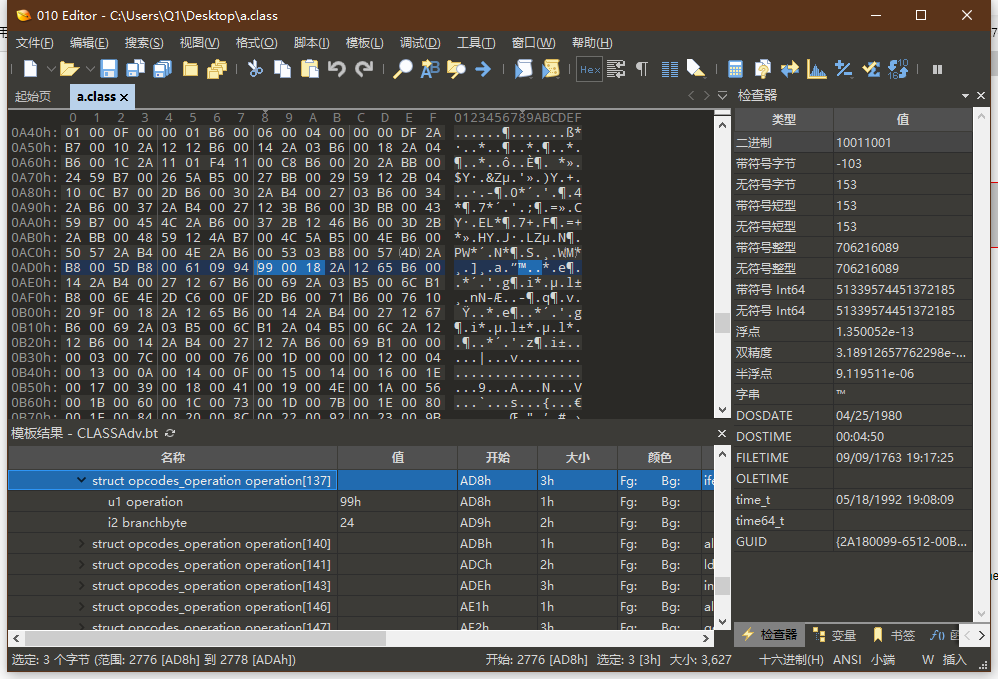 010 Editor - C:\Users\Q1\Desktop\a.class
文件(F) 编辑(E) 搜索(S) 视图(V) 格式(O) 脚本(I) 模板(L) 调试(D) 工具(T) 窗口(W) 帮助(H)
起始页 a.class
0 1 2 3 4 5 6 7 8 9 A B C D E F 0123456789ABCDEF
0A40h: 01 00 0F 00 00 01 B6 00 06 00 04 00 00 00 DF 2A
0A50h: B7 00 10 2A 12 12 B6 00 14 2A 03 B6 00 18 2A 04
0A60h: B6 00 1C 2A 11 01 F4 11 00 C8 B6 00 20 2A BB 00
0A70h: 24 59 B7 00 26 5A B5 00 27 BB 00 29 59 12 2B 04
0A80h: 10 0C B7 00 2D B6 00 30 2A B4 00 27 03 B6 00 34
0A90h: 2A B6 00 37 2A B4 00 27 12 3B B6 00 3D BB 00 43
0AA0h: 59 B7 00 45 4C 2A B6 00 37 2B 12 46 B6 00 3D 2B
0AB0h: 2A BB 00 48 59 12 4A B7 00 4C 5A B5 00 4E B6 00
0AC0h: 50 57 2A B4 00 4E 2A B6 00 53 03 B8 00 57 (4D) 2A
0AD0h: B8 00 5D B8 00 61 09 94 99 00 18 2A 12 65 B6 00
0AE0h: 14 2A B4 00 27 12 67 B6 00 69 2A 03 B5 00 6C B1
0AF0h: B8 00 6E 4E 2D C6 00 0F 2D B6 00 71 B6 00 76 10
0B00h: 20 9F 00 18 2A 12 65 B6 00 14 2A B4 00 27 12 67
0B10h: B6 00 69 2A 03 B5 00 6C B1 2A 04 B5 00 6C 2A 12
0B20h: 12 B6 00 14 2A B4 00 27 12 7A B6 00 69 B1 00 00
0B30h: 00 03 00 7C 00 00 00 76 00 1D 00 00 00 12 00 04
0B40h: 00 13 00 0A 00 14 00 0F 00 15 00 14 00 16 00 1E
0B50h: 00 17 00 39 00 18 00 41 00 19 00 4E 00 1A 00 56
0B60h: 00 1B 00 60 00 1C 00 73 00 1D 00 7B 00 1E 00 80
0B70h: 00 1F 00 84 00 20 00 8C 00 22 00 92 00 23 00 9B
模板结果 - CLASSAdv.bt
名称 值 开始 大小 颜色
struct opcodes_operation operation[137] AD8h 3h Fg: Bg:
u1 operation 99h AD8h 1h Fg: Bg:
i2 branchbyte 24 AD9h 2h Fg: Bg:
struct opcodes_operation operation[140] ADBh 1h Fg: Bg: al
struct opcodes_operation operation[141] ADCh 2h Fg: Bg: ld
struct opcodes_operation operation[143] ADEh 3h Fg: Bg: in
struct opcodes_operation operation[146] AE1h 1h Fg: Bg: al
struct opcodes_operation operation[147] AE2h 3h Fg: Bg:
检查器
类型 值
二进制 10011001
带符号字节 -103
无符号字节 153
带符号短型 153
无符号短型 153
带符号整型 706216089
无符号整型 706216089
带符号 Int64 51339574451372185
无符号 Int64 51339574451372185
浮点 1.350052e-13
双精度 3.18912657762298e-...
半浮点 9.119511e-06
字串 ™
DOSDATE 04/25/1980
DOSTIME 00:04:50
FILETIME 09/09/1763 19:17:25
OLETIME
time_t 05/18/1992 19:08:09
time64_t
GUID {2A180099-6512-00B...
检查器 变量 书签 f() 函
选定: 3 个字节 (范围: 2776 [AD8h] 到 2778 [ADAh]) 开始: 2776 [AD8h] 选定: 3 [3h] 大小: 3,627 十六进制(H) ANSI 小端 W 插入